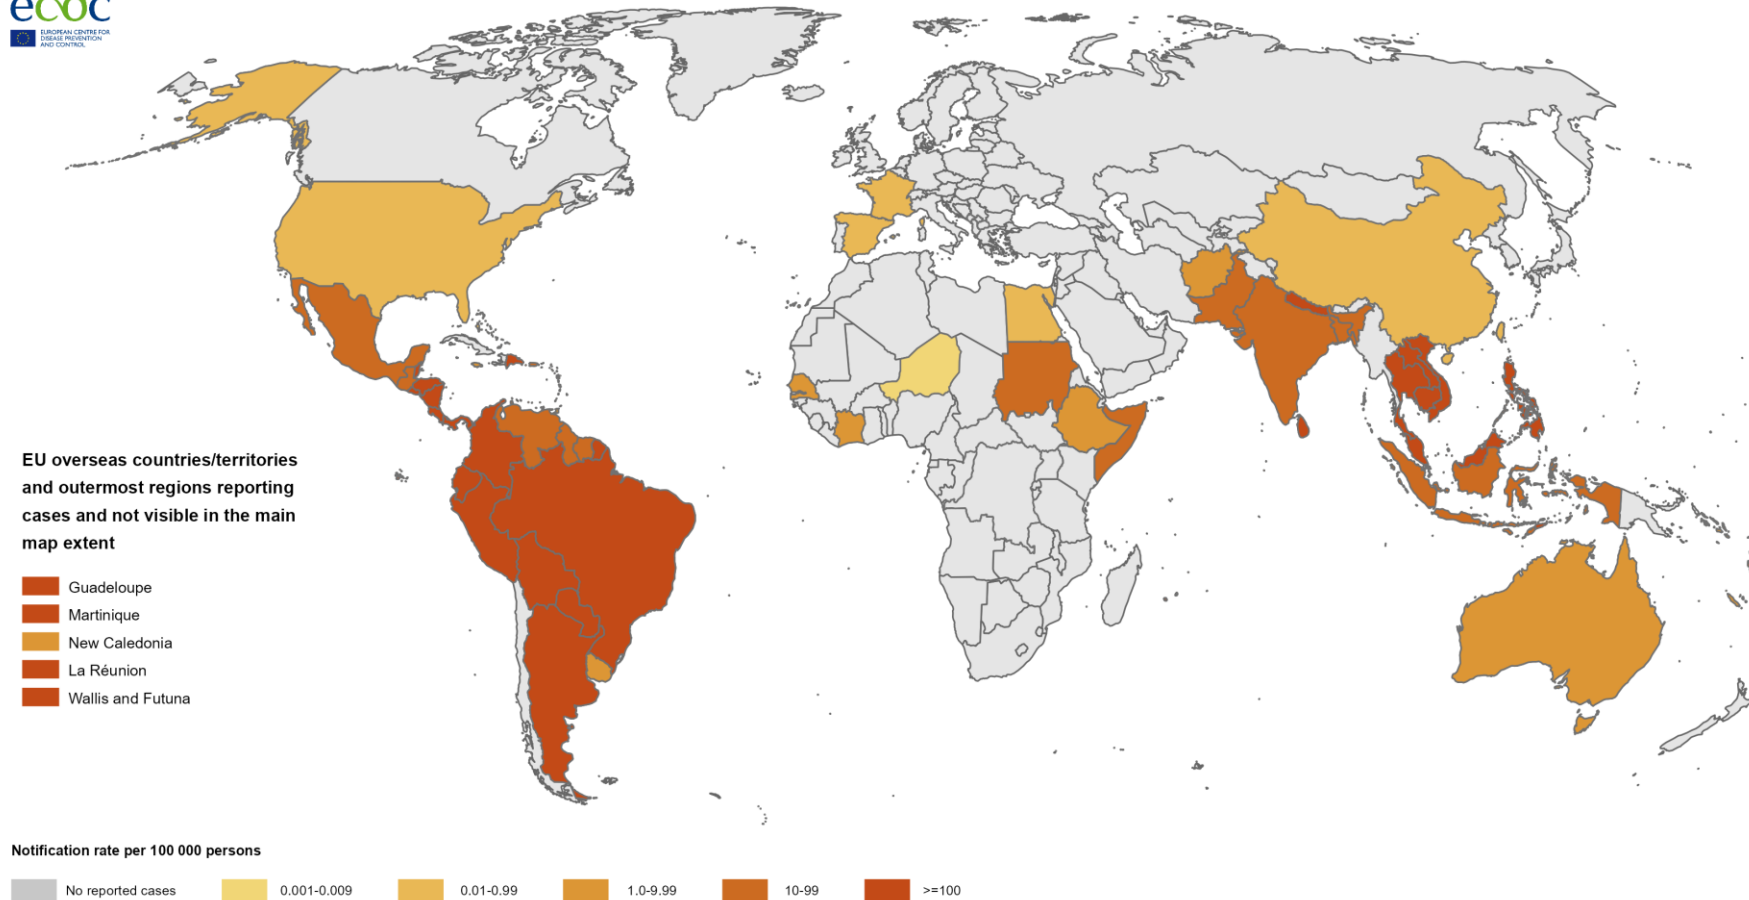 ecoc
EUROPEAN CENTRE FOR
DISEASE PREVENTION
AND CONTROL
EU overseas countries/territories
and outermost regions reporting
cases and not visible in the main
map extent
Guadeloupe
Martinique
New Caledonia
La Réunion
Wallis and Futuna
Notification rate per 100 000 persons
No reported cases
0.001-0.009
0.01-0.99
1.0-9.99
10-99
>=100